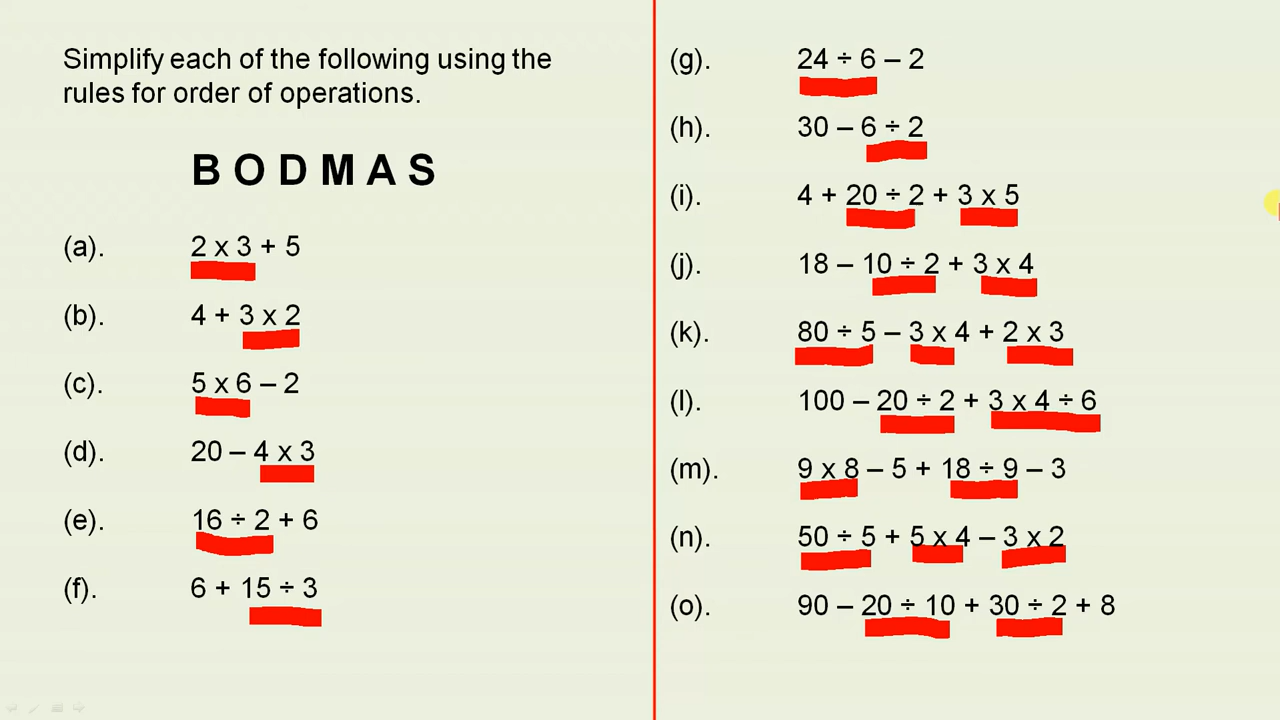 Simplify each of the following using the
rules for order of operations.
B O D M A S
(a). 2 x 3 + 5
(b). 4 + 3 x 2
(c). 5 x 6 – 2
(d). 20 – 4 x 3
(e). 16 ÷ 2 + 6
(f). 6 + 15 ÷ 3
(g). 24 ÷ 6 – 2
(h). 30 – 6 ÷ 2
(i). 4 + 20 ÷ 2 + 3 x 5
(j). 18 – 10 ÷ 2 + 3 x 4
(k). 80 ÷ 5 – 3 x 4 + 2 x 3
(l). 100 – 20 ÷ 2 + 3 x 4 ÷ 6
(m). 9 x 8 – 5 + 18 ÷ 9 – 3
(n). 50 ÷ 5 + 5 x 4 – 3 x 2
(o). 90 – 20 ÷ 10 + 30 ÷ 2 + 8